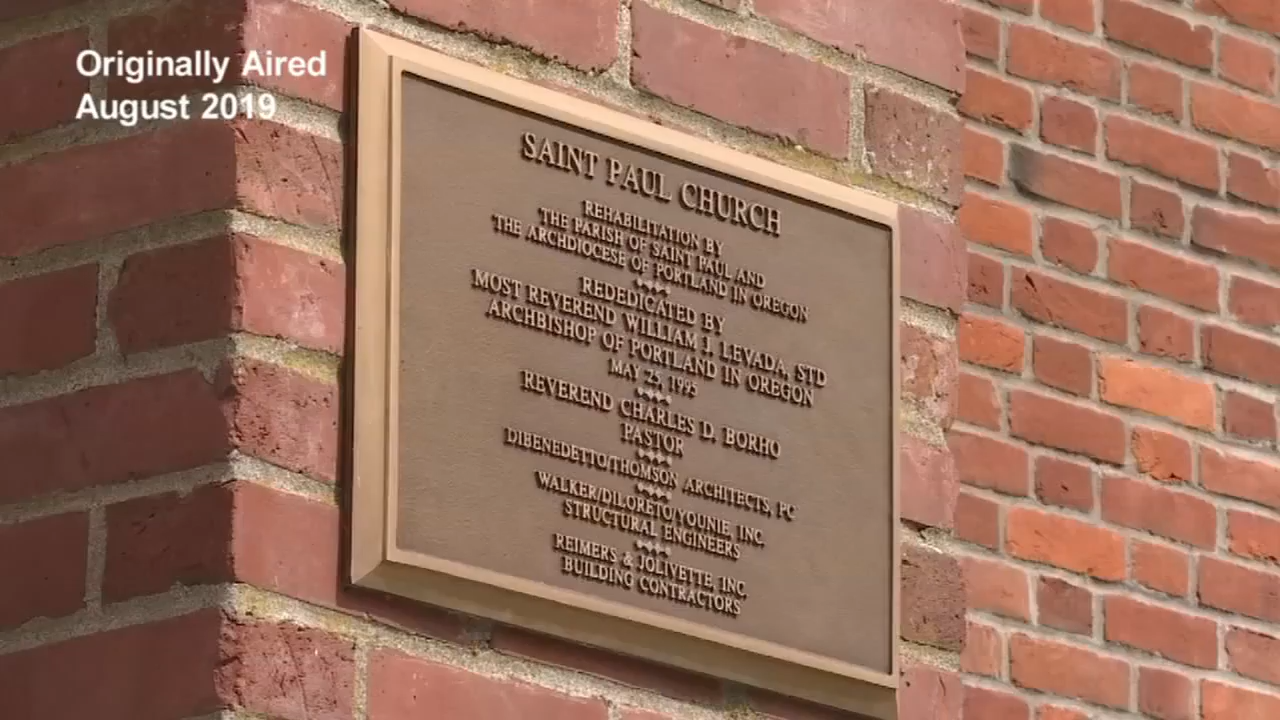 Originally Aired
August 2019
SAINT PAUL CHURCH
REHABILITATION BY
THE PARISH OF SAINT PAUL AND
THE ARCHDIOCESE OF PORTLAND IN OREGON
REDEDICATED BY
MOST REVEREND WILLIAM J. LEVADA, STD
ARCHBISHOP OF PORTLAND IN OREGON
MAY 25, 1995
REVEREND CHARLES D. BORHO
PASTOR
DIBENEDETTO/THOMSON ARCHITECTS, PC
WALKER/DILORETO/YOUNIE, INC.
STRUCTURAL ENGINEERS
REIMERS & JOLIVETTE, INC
BUILDING CONTRACTORS